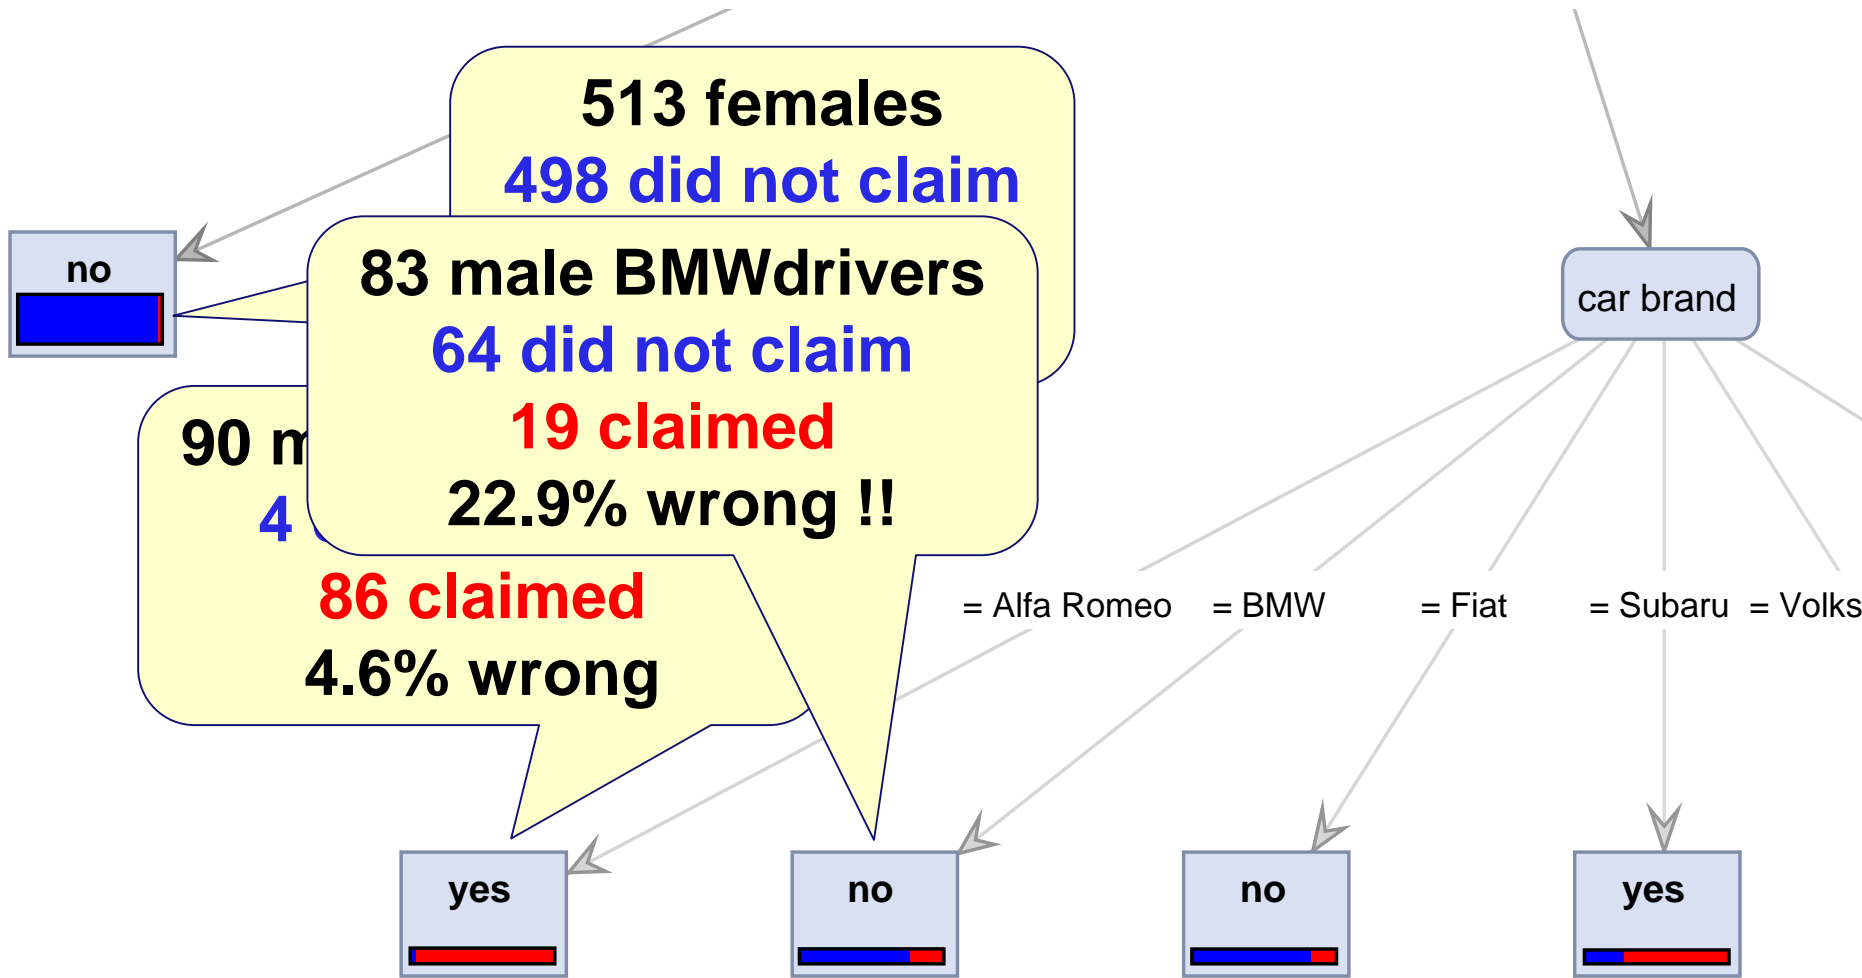 513 females
498 did not claim
no
83 male BMWdrivers
64 did not claim
19 claimed
22.9% wrong !!
car brand
90
4
86 claimed
4.6% wrong
= Alfa Romeo
= BMW
= Fiat
= Subaru
= Volks
yes
no
no
yes